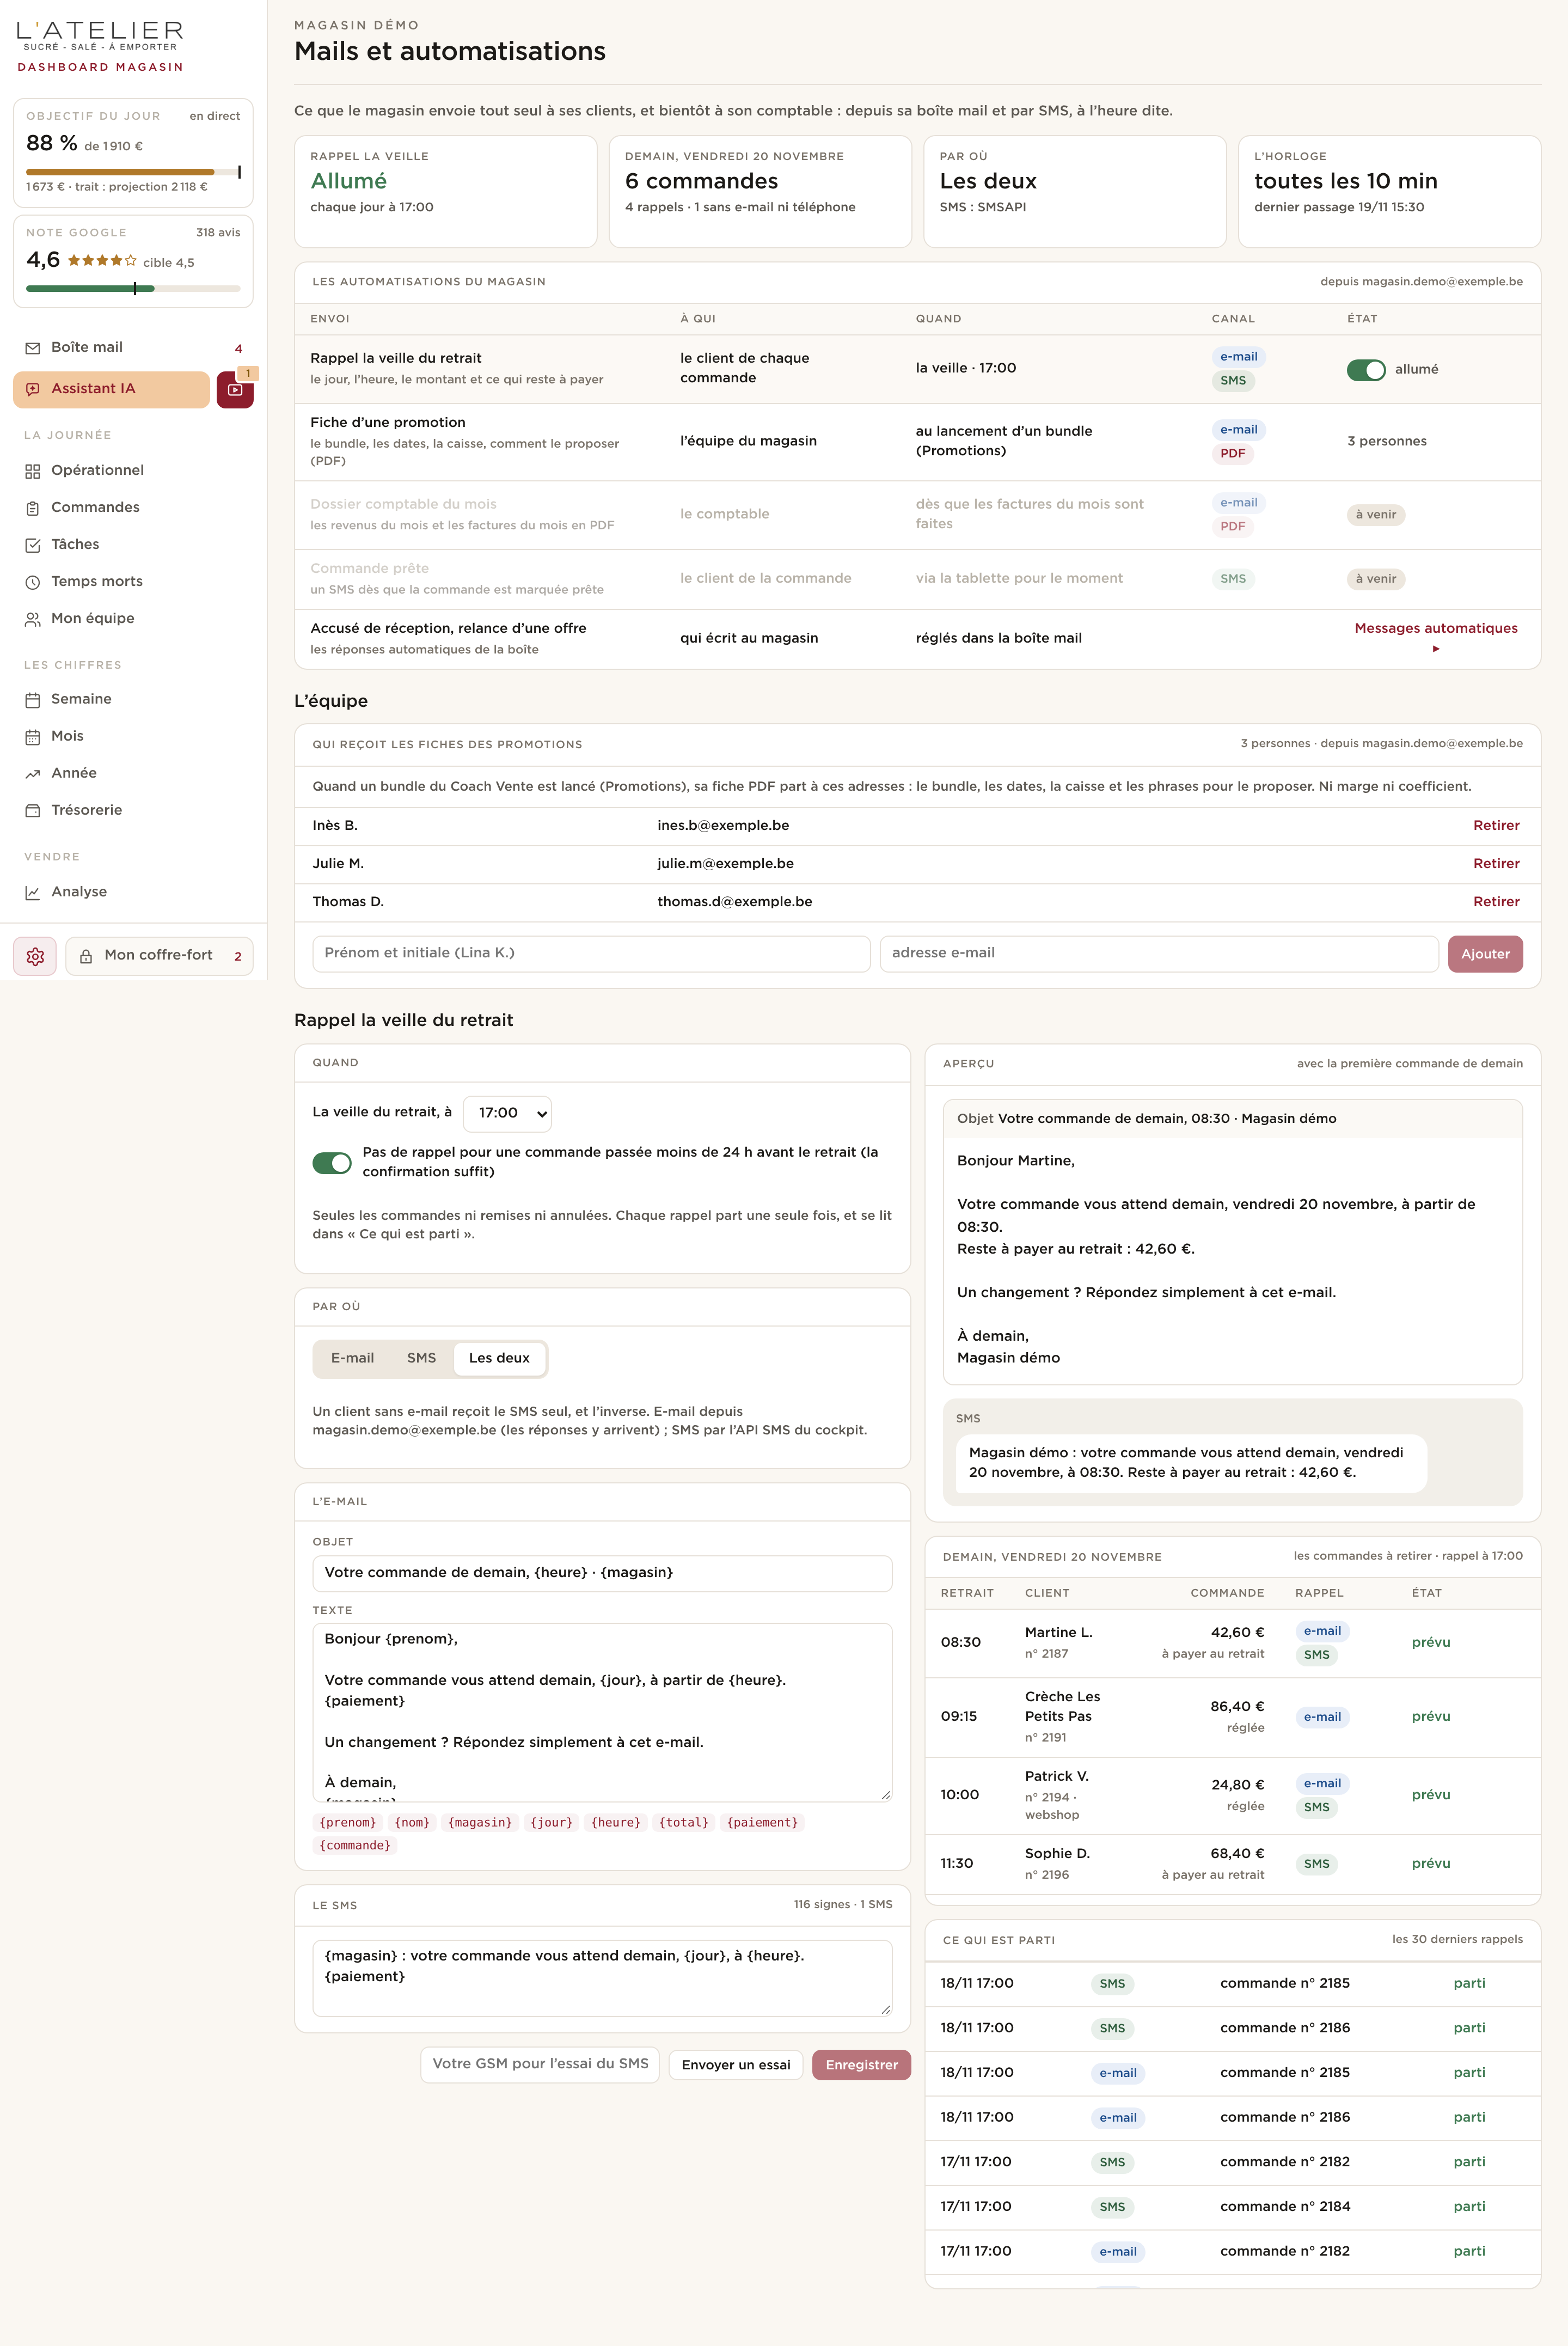 L'ATELIER
SUCRÉ - SALÉ - À EMPORTER
DASHBOARD MAGASIN
OBJECTIF DU JOUR en direct
88 % de 1 910 €
1 673 € · trait : projection 2 118 €
NOTE GOOGLE 318 avis
4,6 cible 4,5
Boîte mail 4
Assistant IA 1
LA JOURNÉE
Opérationnel
Commandes
Tâches
Temps morts
Mon équipe
LES CHIFFRES
Semaine
Mois
Année
Trésorerie
VENDRE
Analyse
Mon coffre-fort 2
MAGASIN DÉMO
Mails et automatisations
Ce que le magasin envoie tout seul à ses clients, et bientôt à son comptable : depuis sa boîte mail et par SMS, à l’heure dite.
RAPPEL LA VEILLE
Allumé
chaque jour à 17:00
DEMAIN, VENDREDI 20 NOVEMBRE
6 commandes
4 rappels · 1 sans e-mail ni téléphone
PAR OÙ
Les deux
SMS : SMSAPI
L’HORLOGE
toutes les 10 min
dernier passage 19/11 15:30
LES AUTOMATISATIONS DU MAGASIN depuis magasin.demo@exemple.be
ENVOI À QUI QUAND CANAL ÉTAT
Rappel la veille du retrait
le jour, l’heure, le montant et ce qui reste à payer
le client de chaque
commande
la veille · 17:00
e-mail
SMS
allumé
Fiche d’une promotion
le bundle, les dates, la caisse, comment le proposer
(PDF)
l’équipe du magasin
au lancement d’un bundle
(Promotions)
e-mail
PDF
3 personnes
Dossier comptable du mois
les revenus du mois et les factures du mois en PDF
le comptable
dès que les factures du mois sont
faites
e-mail
PDF
à venir
Commande prête
un SMS dès que la commande est marquée prête
le client de la commande
via la tablette pour le moment
SMS
à venir
Accusé de réception, relance d’une offre
les réponses automatiques de la boîte
qui écrit au magasin
réglés dans la boîte mail
Messages automatiques
▸
L’équipe
QUI REÇOIT LES FICHES DES PROMOTIONS 3 personnes · depuis magasin.demo@exemple.be
Quand un bundle du Coach Vente est lancé (Promotions), sa fiche PDF part à ces adresses : le bundle, les dates, la caisse et les phrases pour le proposer. Ni marge ni coefficient.
Inès B. ines.b@exemple.be Retirer
Julie M. julie.m@exemple.be Retirer
Thomas D. thomas.d@exemple.be Retirer
Prénom et initiale (Lina K.) adresse e-mail Ajouter
Rappel la veille du retrait
QUAND
La veille du retrait, à 17:00
Pas de rappel pour une commande passée moins de 24 h avant le retrait (la
confirmation suffit)
Seules les commandes ni remises ni annulées. Chaque rappel part une seule fois, et se lit
dans « Ce qui est parti ».
PAR OÙ
E-mail SMS Les deux
Un client sans e-mail reçoit le SMS seul, et l’inverse. E-mail depuis
magasin.demo@exemple.be (les réponses y arrivent) ; SMS par l’API SMS du cockpit.
L’E-MAIL
OBJET
Votre commande de demain, {heure} · {magasin}
TEXTE
Bonjour {prenom},
Votre commande vous attend demain, {jour}, à partir de {heure}.
{paiement}
Un changement ? Répondez simplement à cet e-mail.
À demain,
{magasin}
{prenom} {nom} {magasin} {jour} {heure} {total} {paiement}
{commande}
LE SMS 116 signes · 1 SMS
{magasin} : votre commande vous attend demain, {jour}, à {heure}.
{paiement}
Votre GSM pour l’essai du SMS Envoyer un essai Enregistrer
APERÇU avec la première commande de demain
Objet Votre commande de demain, 08:30 · Magasin démo
Bonjour Martine,
Votre commande vous attend demain, vendredi 20 novembre, à partir de
08:30.
Reste à payer au retrait : 42,60 €.
Un changement ? Répondez simplement à cet e-mail.
À demain,
Magasin démo
SMS
Magasin démo : votre commande vous attend demain, vendredi
20 novembre, à 08:30. Reste à payer au retrait : 42,60 €.
DEMAIN, VENDREDI 20 NOVEMBRE les commandes à retirer · rappel à 17:00
RETRAIT CLIENT COMMANDE RAPPEL ÉTAT
08:30
Martine L.
n° 2187
42,60 €
à payer au retrait
e-mail
SMS
prévu
09:15
Crèche Les
Petits Pas
n° 2191
86,40 €
réglée
e-mail
prévu
10:00
Patrick V.
n° 2194 ·
webshop
24,80 €
réglée
e-mail
SMS
prévu
11:30
Sophie D.
n° 2196
68,40 €
à payer au retrait
SMS
prévu
CE QUI EST PARTI les 30 derniers rappels
18/11 17:00 SMS commande n° 2185 parti
18/11 17:00 SMS commande n° 2186 parti
18/11 17:00 e-mail commande n° 2185 parti
18/11 17:00 e-mail commande n° 2186 parti
17/11 17:00 SMS commande n° 2182 parti
17/11 17:00 SMS commande n° 2184 parti
17/11 17:00 e-mail commande n° 2182 parti